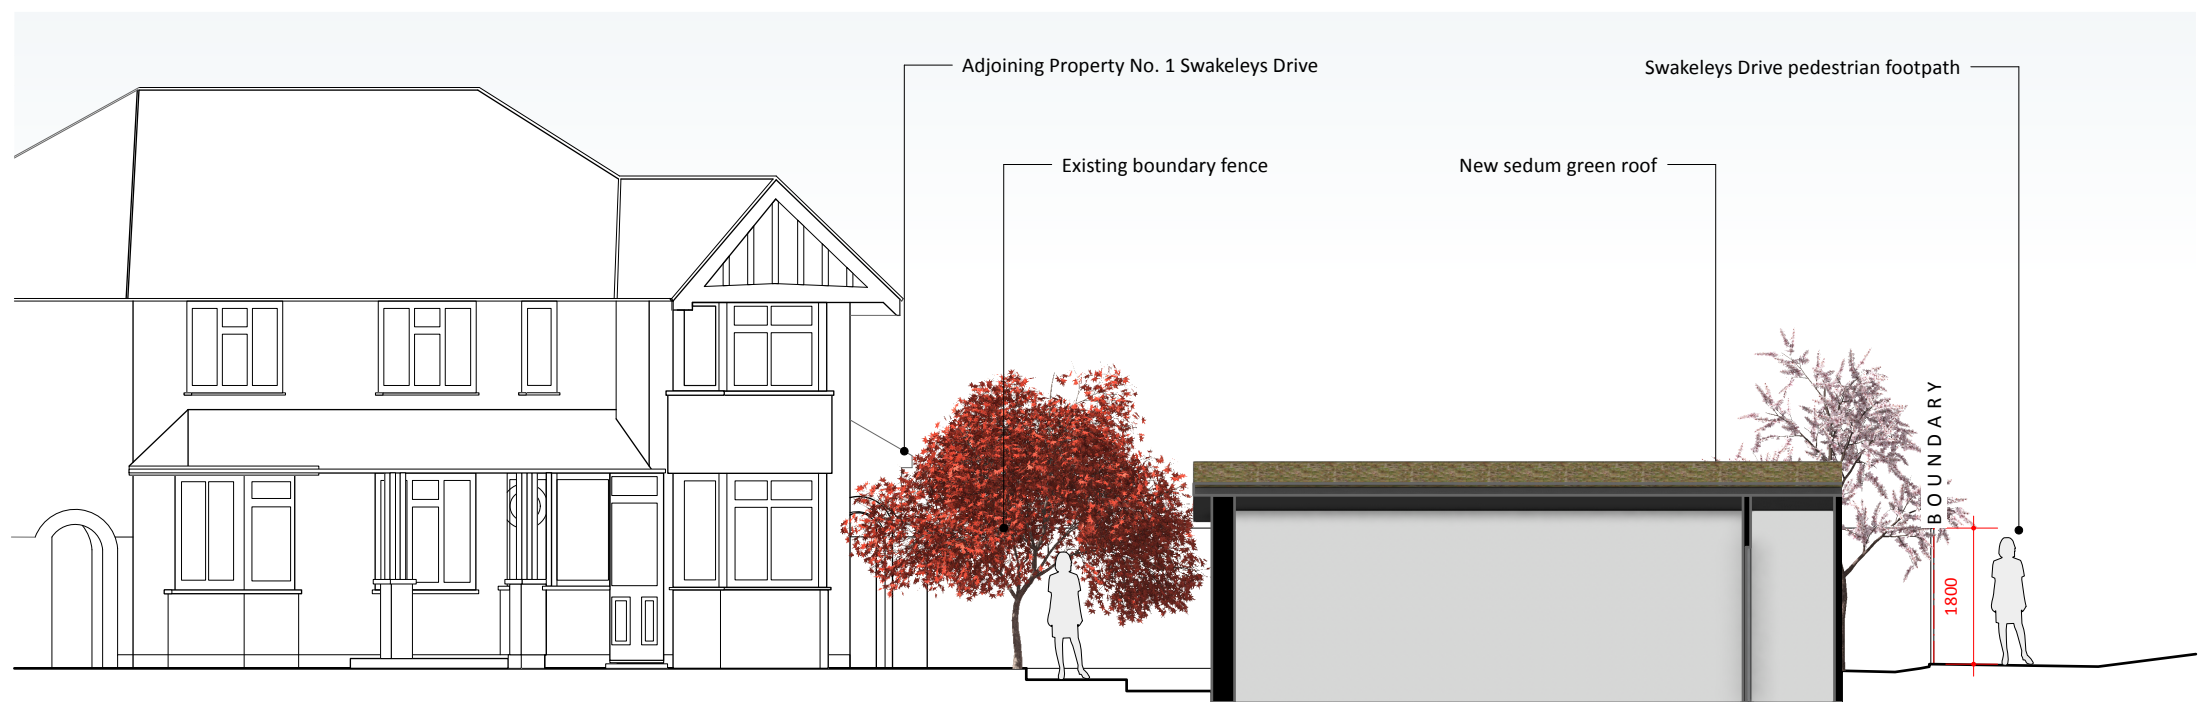 Adjoining Property No. 1 Swakeleys Drive
Swakeleys Drive pedestrian footpath
Existing boundary fence
New sedum green roof
BOUNDARY
1800